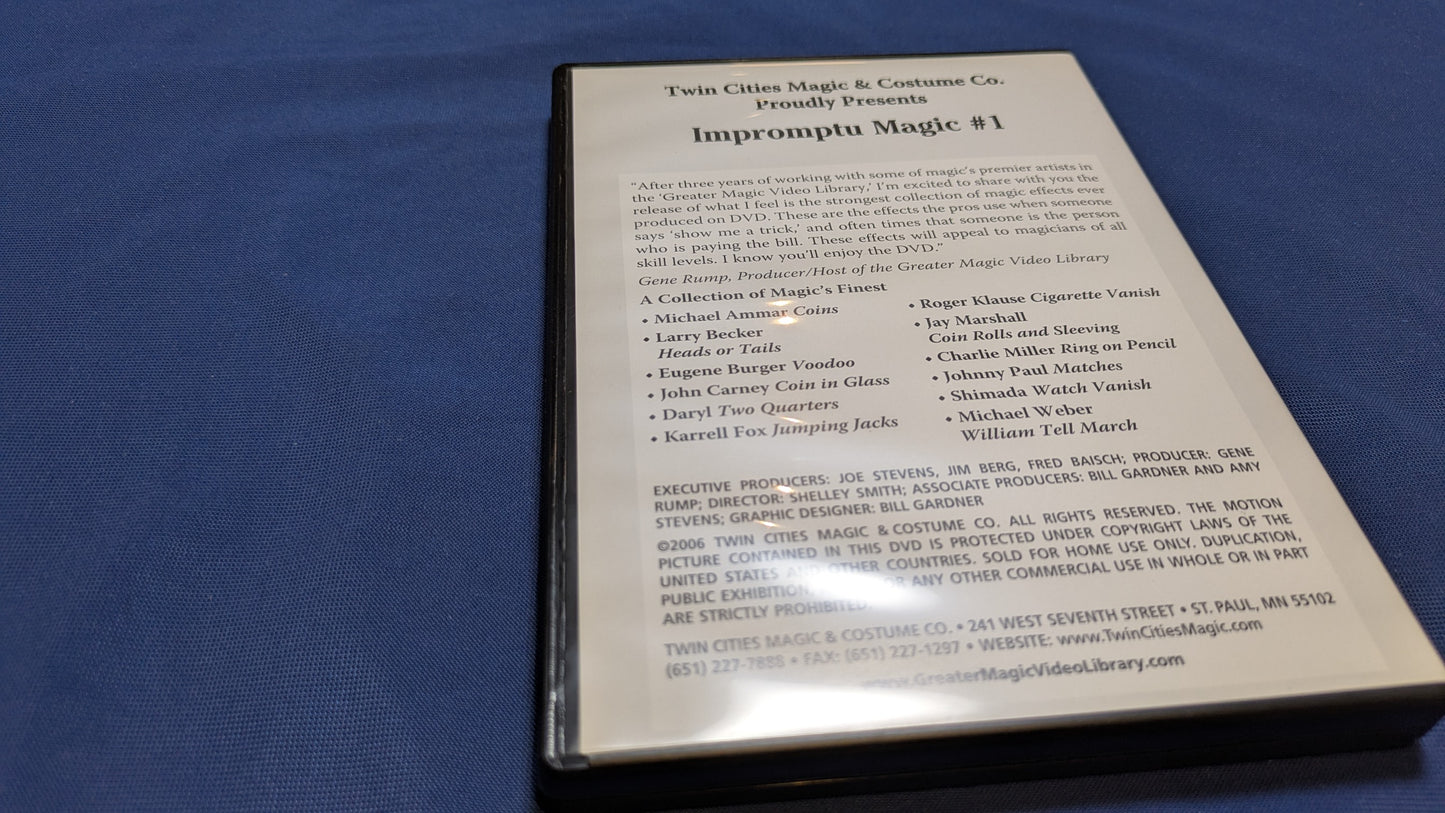 Twin Cities Magic & Costume Co.
Proudly Presents
Impromptu Magic #1
“After three years of working with some of magic’s premier artists in
the ‘Greater Magic Video Library,’ I’m excited to share with you the
release of what I feel is the strongest collection of magic effects ever
produced on DVD. These are the effects the pros use when someone
says ‘show me a trick,’ and often times that someone is the person
who is paying the bill. These effects will appeal to magicians of all
skill levels. I know you’ll enjoy the DVD.”
Gene Rump, Producer/Host of the Greater Magic Video Library
A Collection of Magic’s Finest
• Michael Ammar Coins
• Larry Becker
Heads or Tails
• Eugene Burger Voodoo
• John Carney Coin in Glass
• Daryl Two Quarters
• Karrell Fox Jumping Jacks
• Roger Klause Cigarette Vanish
• Jay Marshall
Coin Rolls and Sleeving
• Charlie Miller Ring on Pencil
• Johnny Paul Matches
• Shimada Watch Vanish
• Michael Weber
William Tell March
EXECUTIVE PRODUCERS: JOE STEVENS, JIM BERG, FRED BAISCH; PRODUCER: GENE
RUMP; DIRECTOR: SHELLEY SMITH; ASSOCIATE PRODUCERS: BILL GARDNER AND AMY
STEVENS; GRAPHIC DESIGNER: BILL GARDNER
©2006 TWIN CITIES MAGIC & COSTUME CO. ALL RIGHTS RESERVED. THE MOTION
PICTURE CONTAINED IN THIS DVD IS PROTECTED UNDER COPYRIGHT LAWS OF THE
UNITED STATES AND OTHER COUNTRIES. SOLD FOR HOME USE ONLY. DUPLICATION,
PUBLIC EXHIBITION, OR ANY OTHER COMMERCIAL USE IN WHOLE OR IN PART
ARE STRICTLY PROHIBITED.
TWIN CITIES MAGIC & COSTUME CO. • 241 WEST SEVENTH STREET • ST. PAUL, MN 55102
(651) 227-7888 • FAX: (651) 227-1297 • WEBSITE: www.TwinCitiesMagic.com
www.GreaterMagicVideoLibrary.com